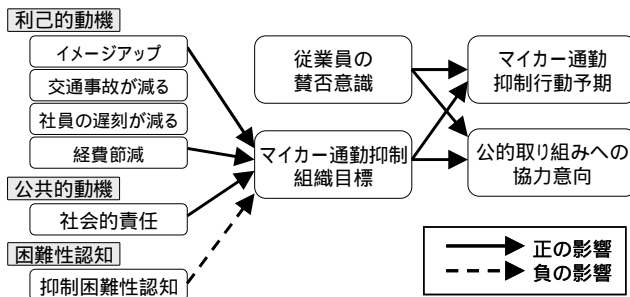 利己的動機
イメージアップ
交通事故が減る
社員の遅刻が減る
経費節減
公共的動機
社会的責任
困難性認知
抑制困難性認知
従業員の
賛否意識
マイカー通勤抑制
組織目標
マイカー通勤
抑制行動予期
公的取り組みへの
協力意向
正の影響
負の影響